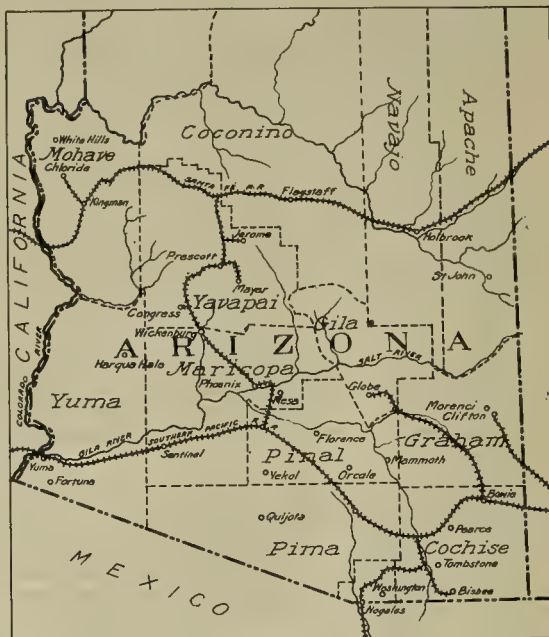 Navajo
Apache
Coconino
White Hills
Mohave
Chloride
Kingman
SANTA FE R.R.
Flagstaff
Holbrook
CALIFORNIA
Jerome
Prescott
St John
Mayer
Yavapai
Congress
Gila
Wickenburg
ARIZONA
Harqua Hala
Maricopa
SALT RIVER
COLORADO RIVER
Phoenix
Mesa
Globe
Yuma
Morenci
Clifton
GILA RIVER
SOUTHERN PACIFIC R.R.
Florence
Graham
Yuma
Sentinel
Pinal
Mammoth
Fortuna
Vekol
Orcale
Bowie
Quijota
Pearce
Pima
Cochise
Tombstone
MEXICO
Washington
Bisbee
Nogales